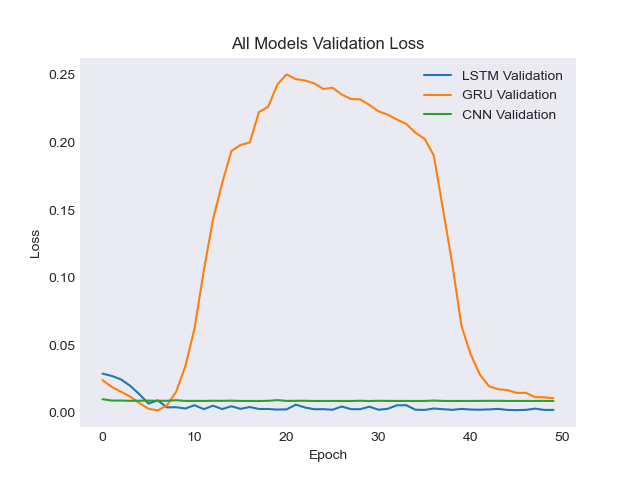 All Models Validation Loss
LSTM Validation
GRU Validation
CNN Validation
Loss
0.25
0.20
0.15
0.10
0.05
0.00
0 10 20 30 40 50
Epoch